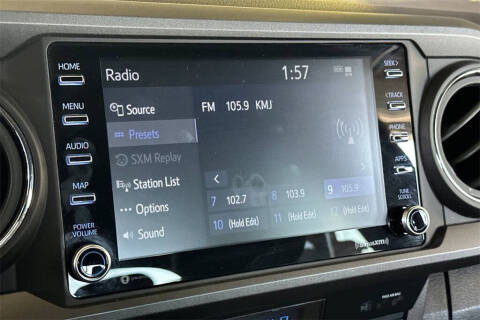 HOME
MENU
AUDIO
MAP
POWER
VOLUME
Radio
1:57
Source
Presets
SXM Replay
Station List
Options
Sound
FM 105.9 KMJ
7 102.7
8 103.9
9 105.9
10 (Hold Edit)
11 (Hold Edit)
12 (Hold Edit)
SEEK>
<TRACK
PHONE
APPS
TUNE
SCROLL
SiriusXM